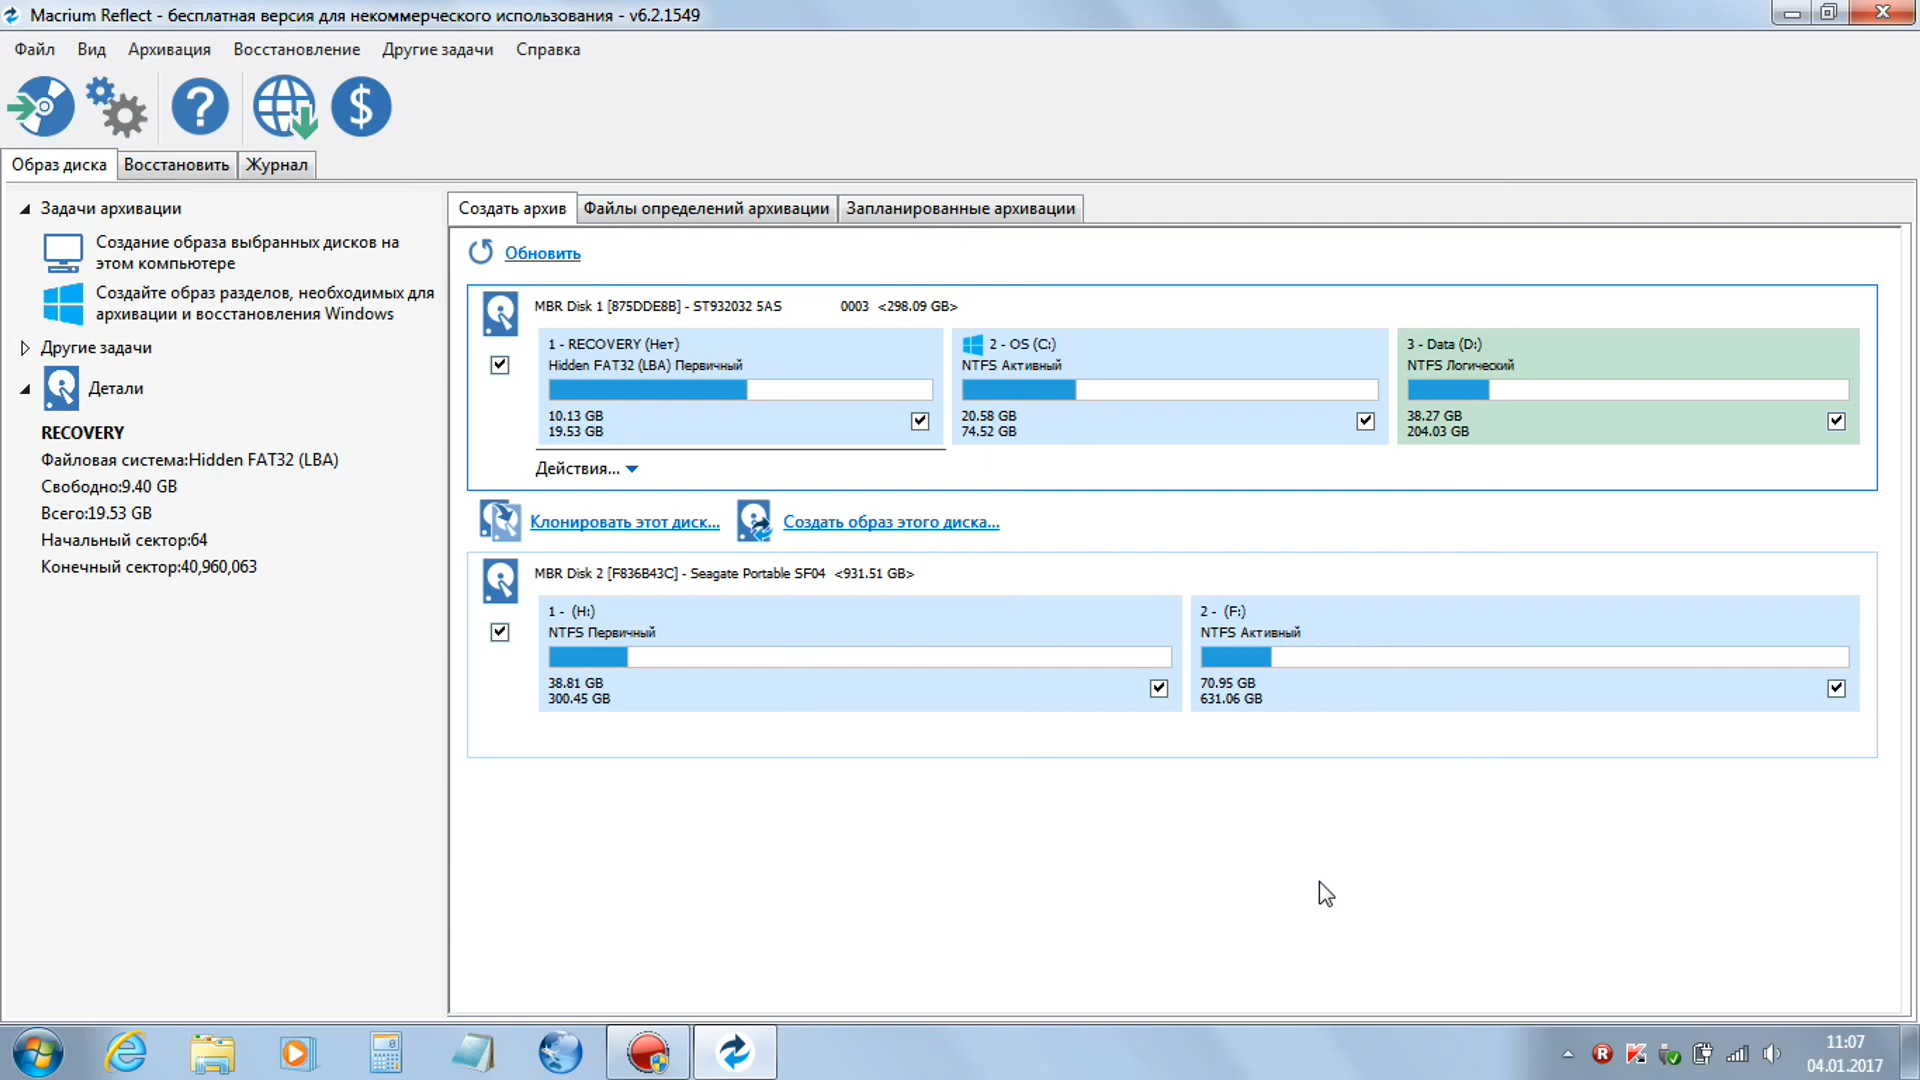 Macrium Reflect - бесплатная версия для некоммерческого использования - v6.2.1549
Файл Вид Архивация Восстановление Другие задачи Справка
Образ диска Восстановить Журнал
Задачи архивации
Создание образа выбранных дисков на
этом компьютере
Создайте образ разделов, необходимых для
архивации и восстановления Windows
Другие задачи
Детали
RECOVERY
Файловая система:Hidden FAT32 (LBA)
Свободно:9.40 GB
Всего:19.53 GB
Начальный сектор:64
Конечный сектор:40,960,063
Создать архив Файлы определений архивации Запланированные архивации
Обновить
MBR Disk 1 [875DDE8B] - ST932032 5AS 0003 <298.09 GB>
1 - RECOVERY (Нет)
Hidden FAT32 (LBA) Первичный
10.13 GB
19.53 GB
2 - OS (C:)
NTFS Активный
20.58 GB
74.52 GB
3 - Data (D:)
NTFS Логический
38.27 GB
204.03 GB
Действия...
Клонировать этот диск... Создать образ этого диска...
MBR Disk 2 [F836B43C] - Seagate Portable SF04 <931.51 GB>
1 - (H:)
NTFS Первичный
38.81 GB
300.45 GB
2 - (F:)
NTFS Активный
70.95 GB
631.06 GB
11:07
04.01.2017